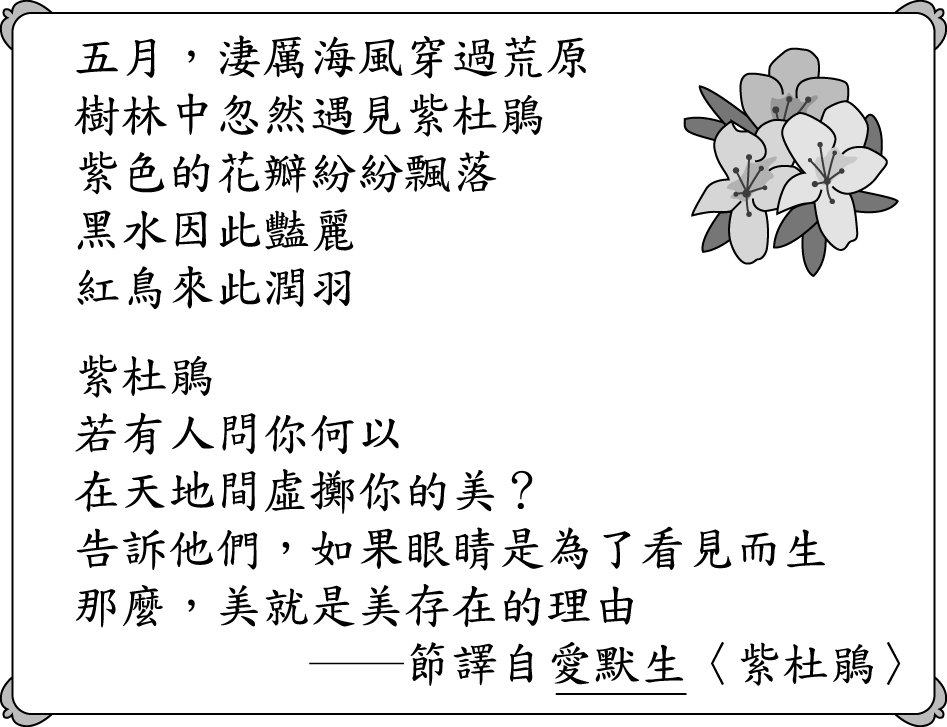 五月，淒厲海風穿過荒原
樹林中忽然遇見紫杜鵑
紫色的花瓣紛紛飄落
黑水因此豔麗
紅鳥來此潤羽
紫杜鵑
若有人問你何以
在天地間虛擲你的美？
告訴他們，如果眼睛是為了看見而生
那麼，美就是美存在的理由
——節譯自愛默生〈紫杜鵑〉